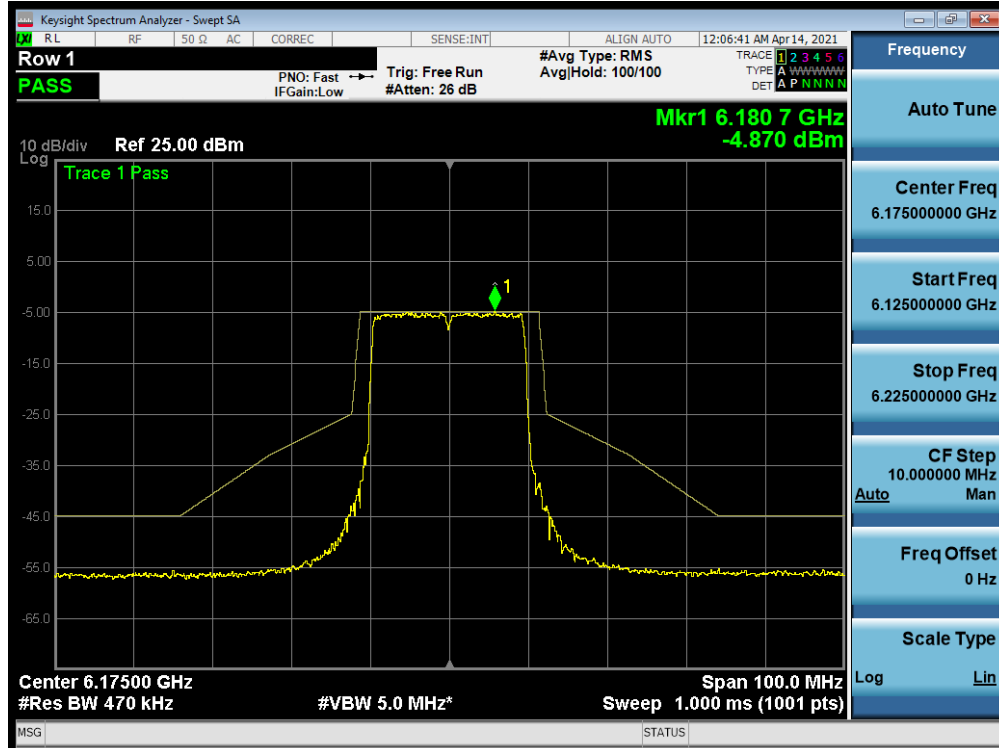 Keysight Spectrum Analyzer - Swept SA
LXI RL RF 50 Ω AC CORREC SENSE:INT ALIGN AUTO 12:06:41 AM Apr 14, 2021
Row 1
PASS
PNO: Fast
IFGain:Low
Trig: Free Run
#Atten: 26 dB
#Avg Type: RMS
Avg|Hold: 100/100
TRACE 1 2 3 4 5 6
TYPE A WWWWW
DET A P N N N N
Mkr1 6.180 7 GHz
-4.870 dBm
10 dB/div Ref 25.00 dBm
Log
Trace 1 Pass
15.0
5.00
1
-5.00
-15.0
-25.0
-35.0
-45.0
-55.0
-65.0
Center 6.17500 GHz Span 100.0 MHz
#Res BW 470 kHz #VBW 5.0 MHz* Sweep 1.000 ms (1001 pts)
MSG STATUS
Frequency
Auto Tune
Center Freq
6.175000000 GHz
Start Freq
6.125000000 GHz
Stop Freq
6.225000000 GHz
CF Step
10.000000 MHz
Auto Man
Freq Offset
0 Hz
Scale Type
Log Lin